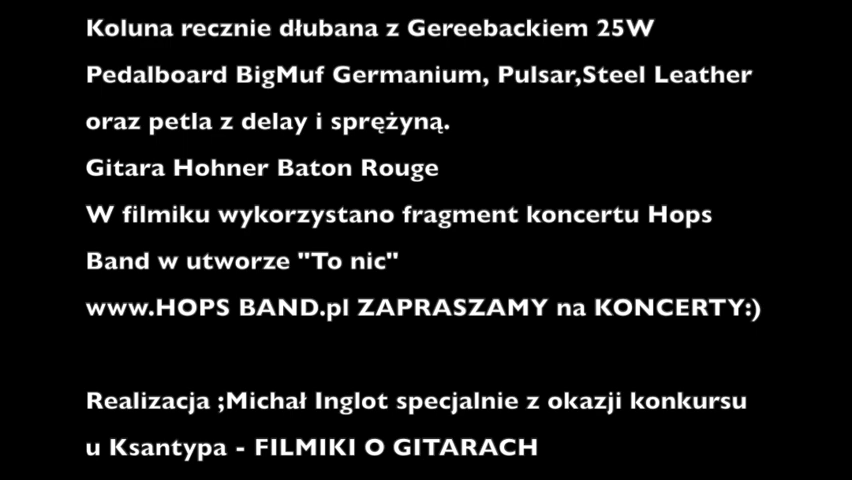 Koluna recznie dłubana z Gereebackiem 25W
Pedalboard BigMuf Germanium, Pulsar,Steel Leather
oraz petla z delay i sprężyną.
Gitara Hohner Baton Rouge
W filmiku wykorzystano fragment koncertu Hops
Band w utworze "To nic"
www.HOPS BAND.pl ZAPRASZAMY na KONCERTY:)
Realizacja ;Michał Inglot specjalnie z okazji konkursu
u Ksantypa - FILMIKI O GITARACH